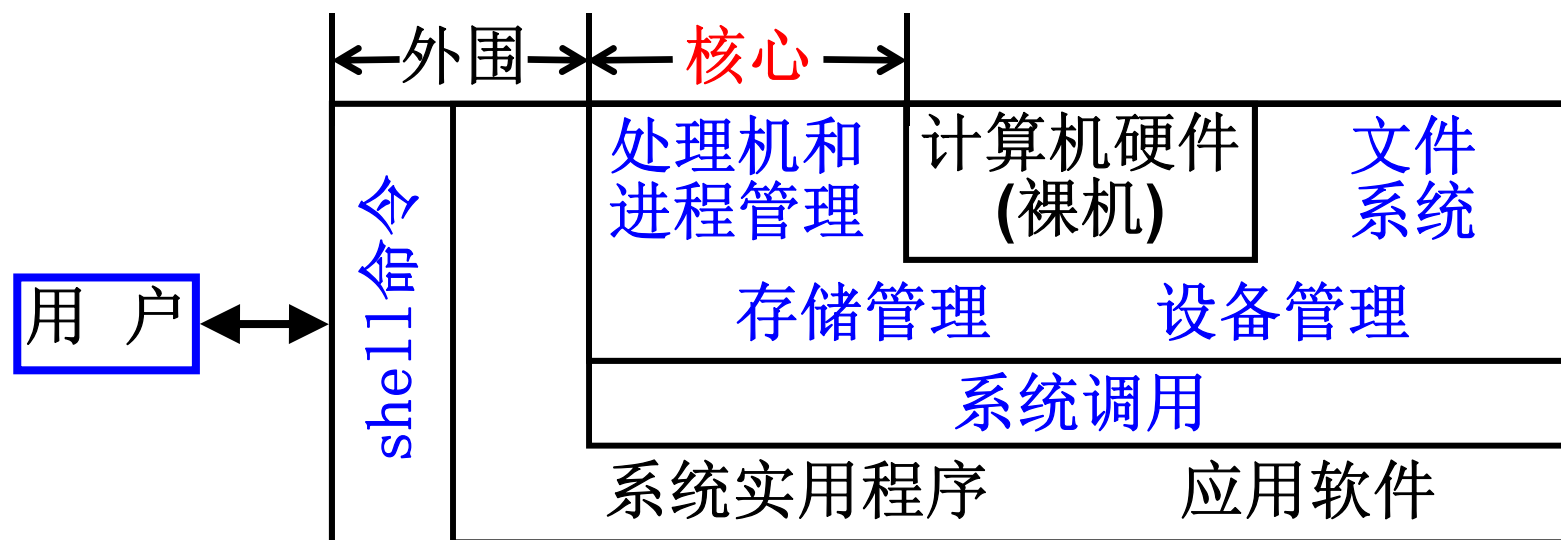 外围
核心
处理机和
进程管理
计算机硬件
(裸机)
文件
系统
shell命令
用 户
存储管理
设备管理
系统调用
系统实用程序
应用软件